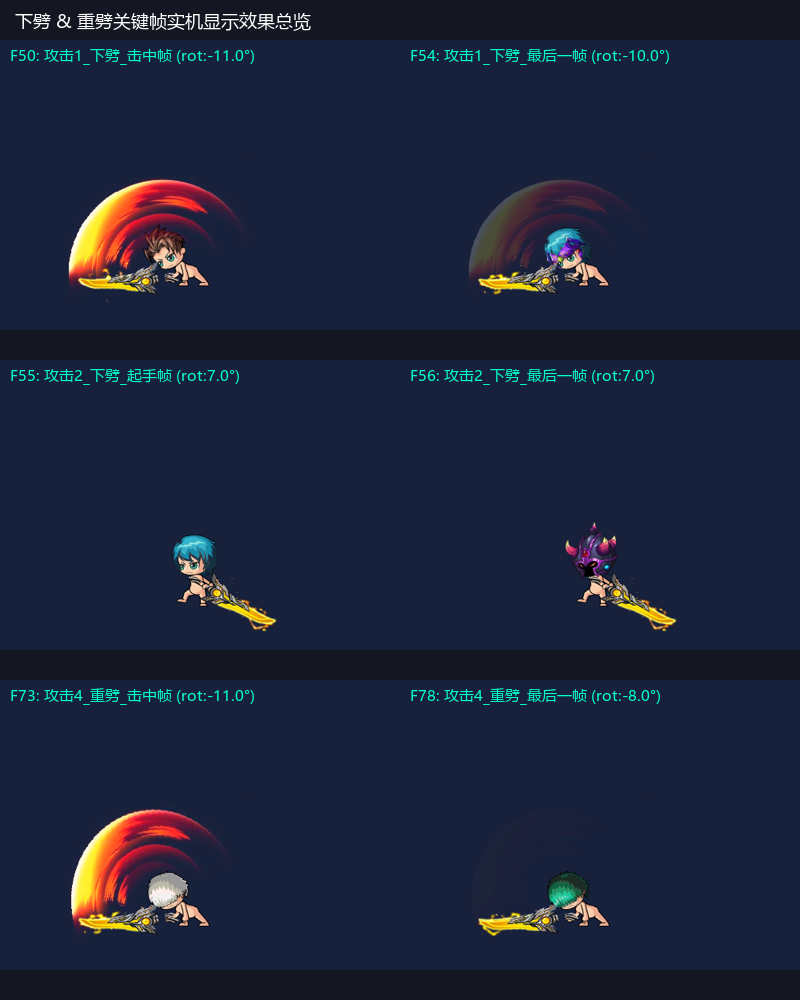 下劈 & 重劈关键帧实机显示效果总览
F50: 攻击1_下劈_击中帧 (rot:-11.0°)
F54: 攻击1_下劈_最后一帧 (rot:-10.0°)
F55: 攻击2_下劈_起手帧 (rot:7.0°)
F56: 攻击2_下劈_最后一帧 (rot:7.0°)
F73: 攻击4_重劈_击中帧 (rot:-11.0°)
F78: 攻击4_重劈_最后一帧 (rot:-8.0°)